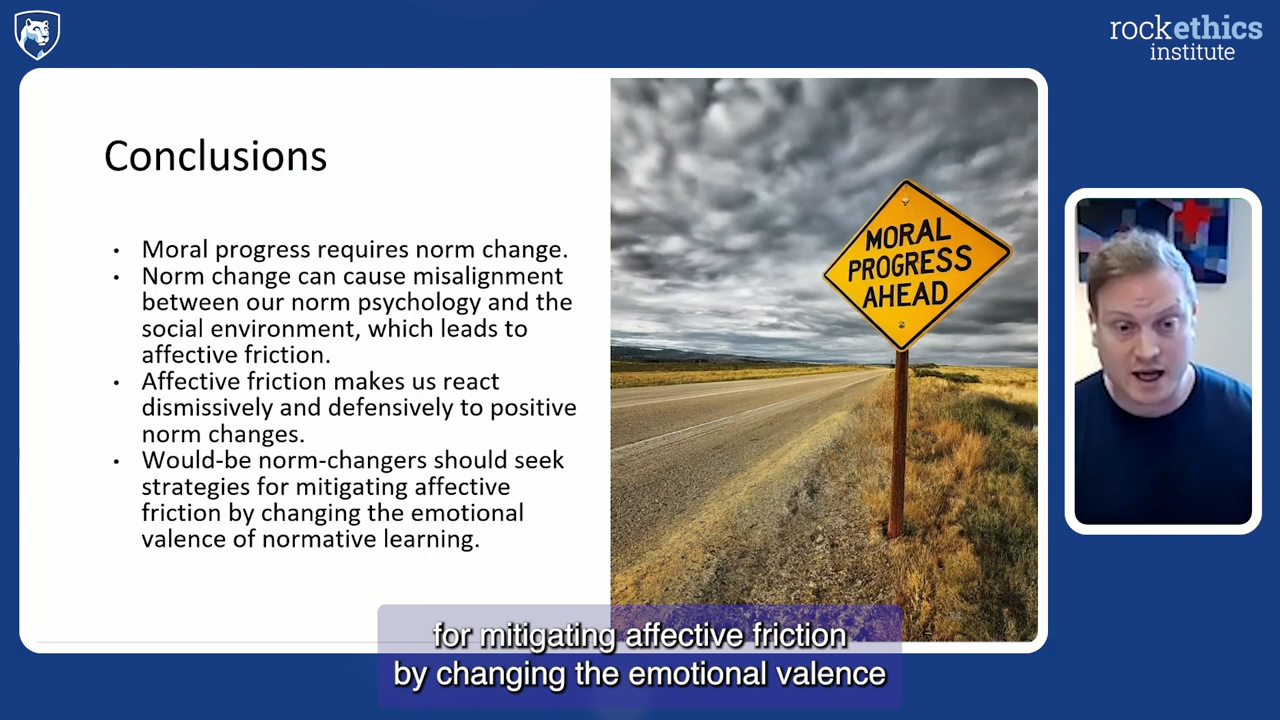 rockethics
institute
Conclusions
• Moral progress requires norm change.
• Norm change can cause misalignment
between our norm psychology and the
social environment, which leads to
affective friction.
• Affective friction makes us react
dismissively and defensively to positive
norm changes.
• Would-be norm-changers should seek
strategies for mitigating affective
friction by changing the emotional
valence of normative learning.
MORAL
PROGRESS
AHEAD
for mitigating affective friction
by changing the emotional valence